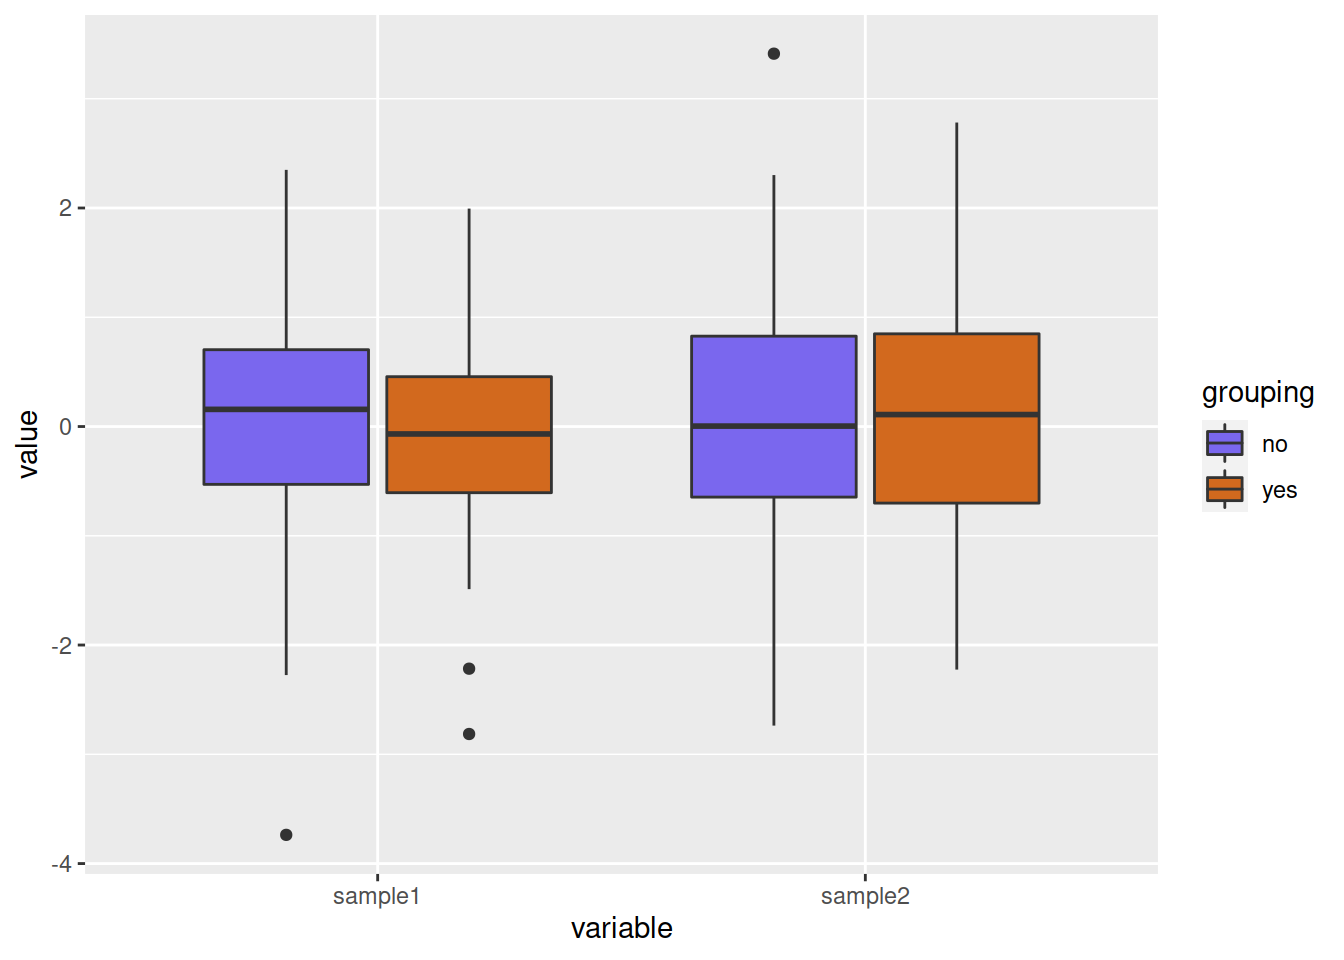 value
2
0
-2
-4
sample1
sample2
variable
grouping
no
yes